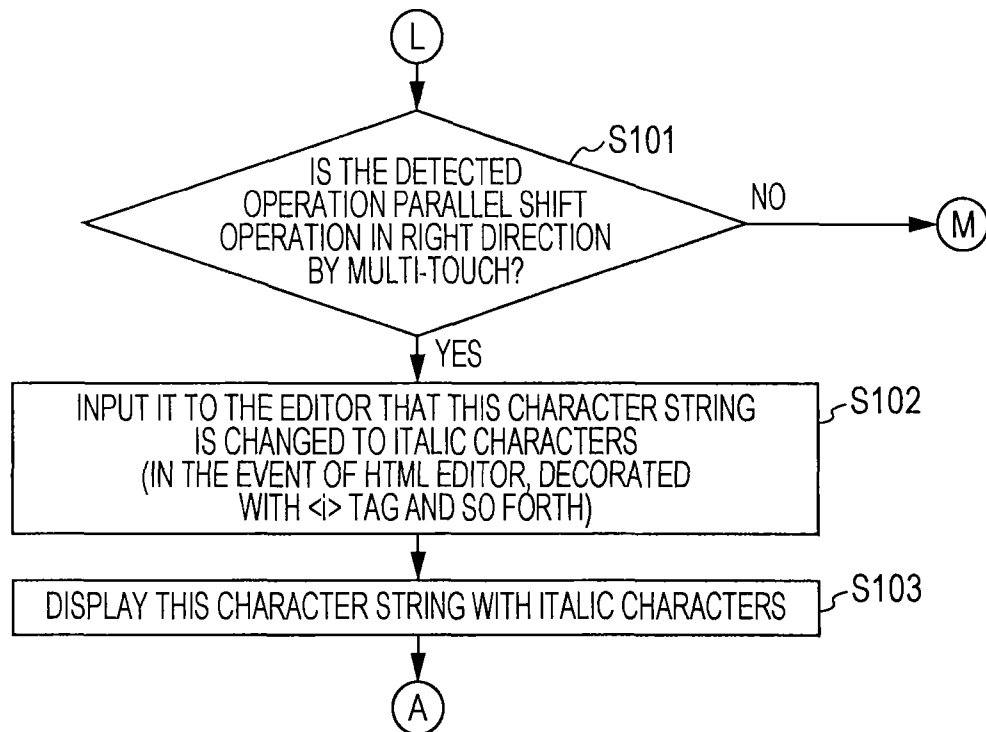 L
S101
IS THE DETECTED
OPERATION PARALLEL SHIFT
OPERATION IN RIGHT DIRECTION
BY MULTI-TOUCH?
NO
M
YES
INPUT IT TO THE EDITOR THAT THIS CHARACTER STRING
IS CHANGED TO ITALIC CHARACTERS
(IN THE EVENT OF HTML EDITOR, DECORATED
WITH <i> TAG AND SO FORTH)
S102
DISPLAY THIS CHARACTER STRING WITH ITALIC CHARACTERS
S103
A